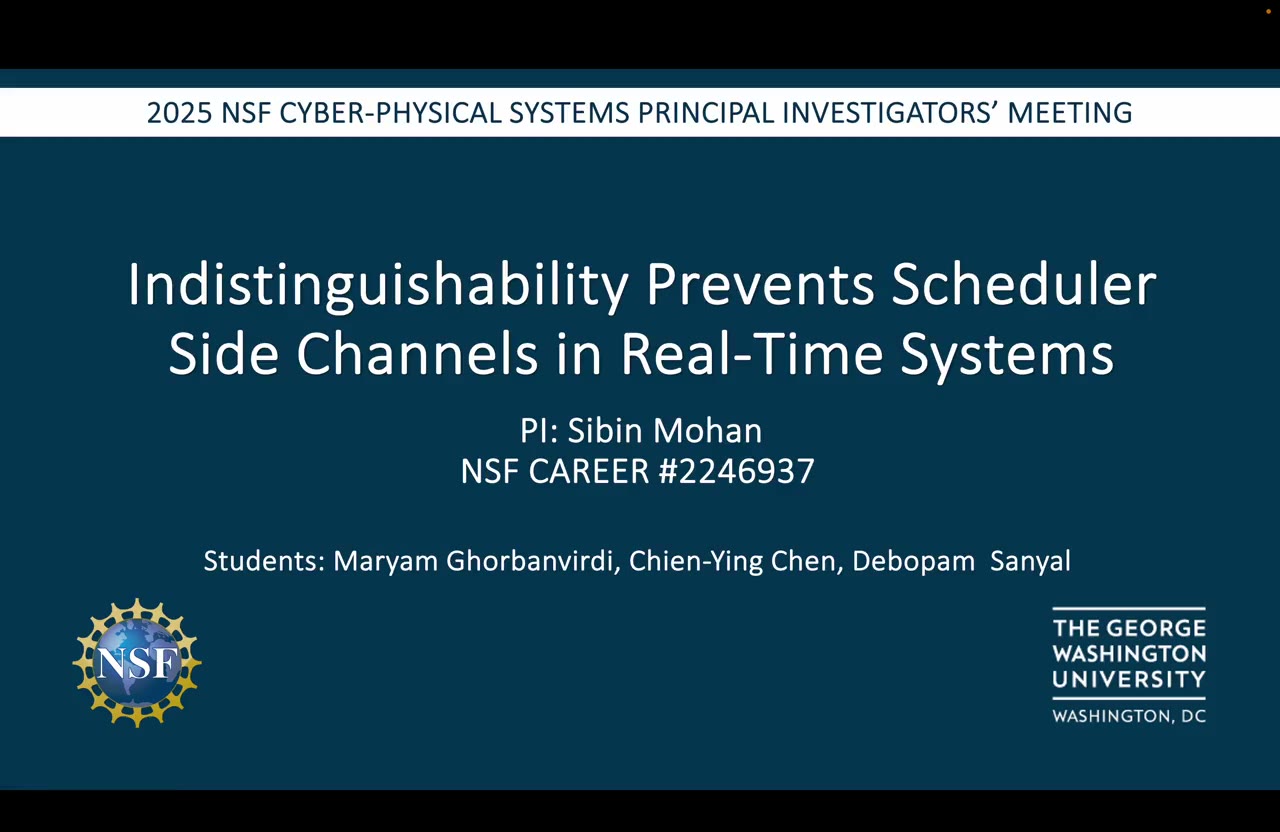 2025 NSF CYBER-PHYSICAL SYSTEMS PRINCIPAL INVESTIGATORS’ MEETING
Indistinguishability Prevents Scheduler
Side Channels in Real-Time Systems
PI: Sibin Mohan
NSF CAREER #2246937
Students: Maryam Ghorbanvirdi, Chien-Ying Chen, Debopam  Sanyal
NSF
THE GEORGE
WASHINGTON
UNIVERSITY
WASHINGTON, DC